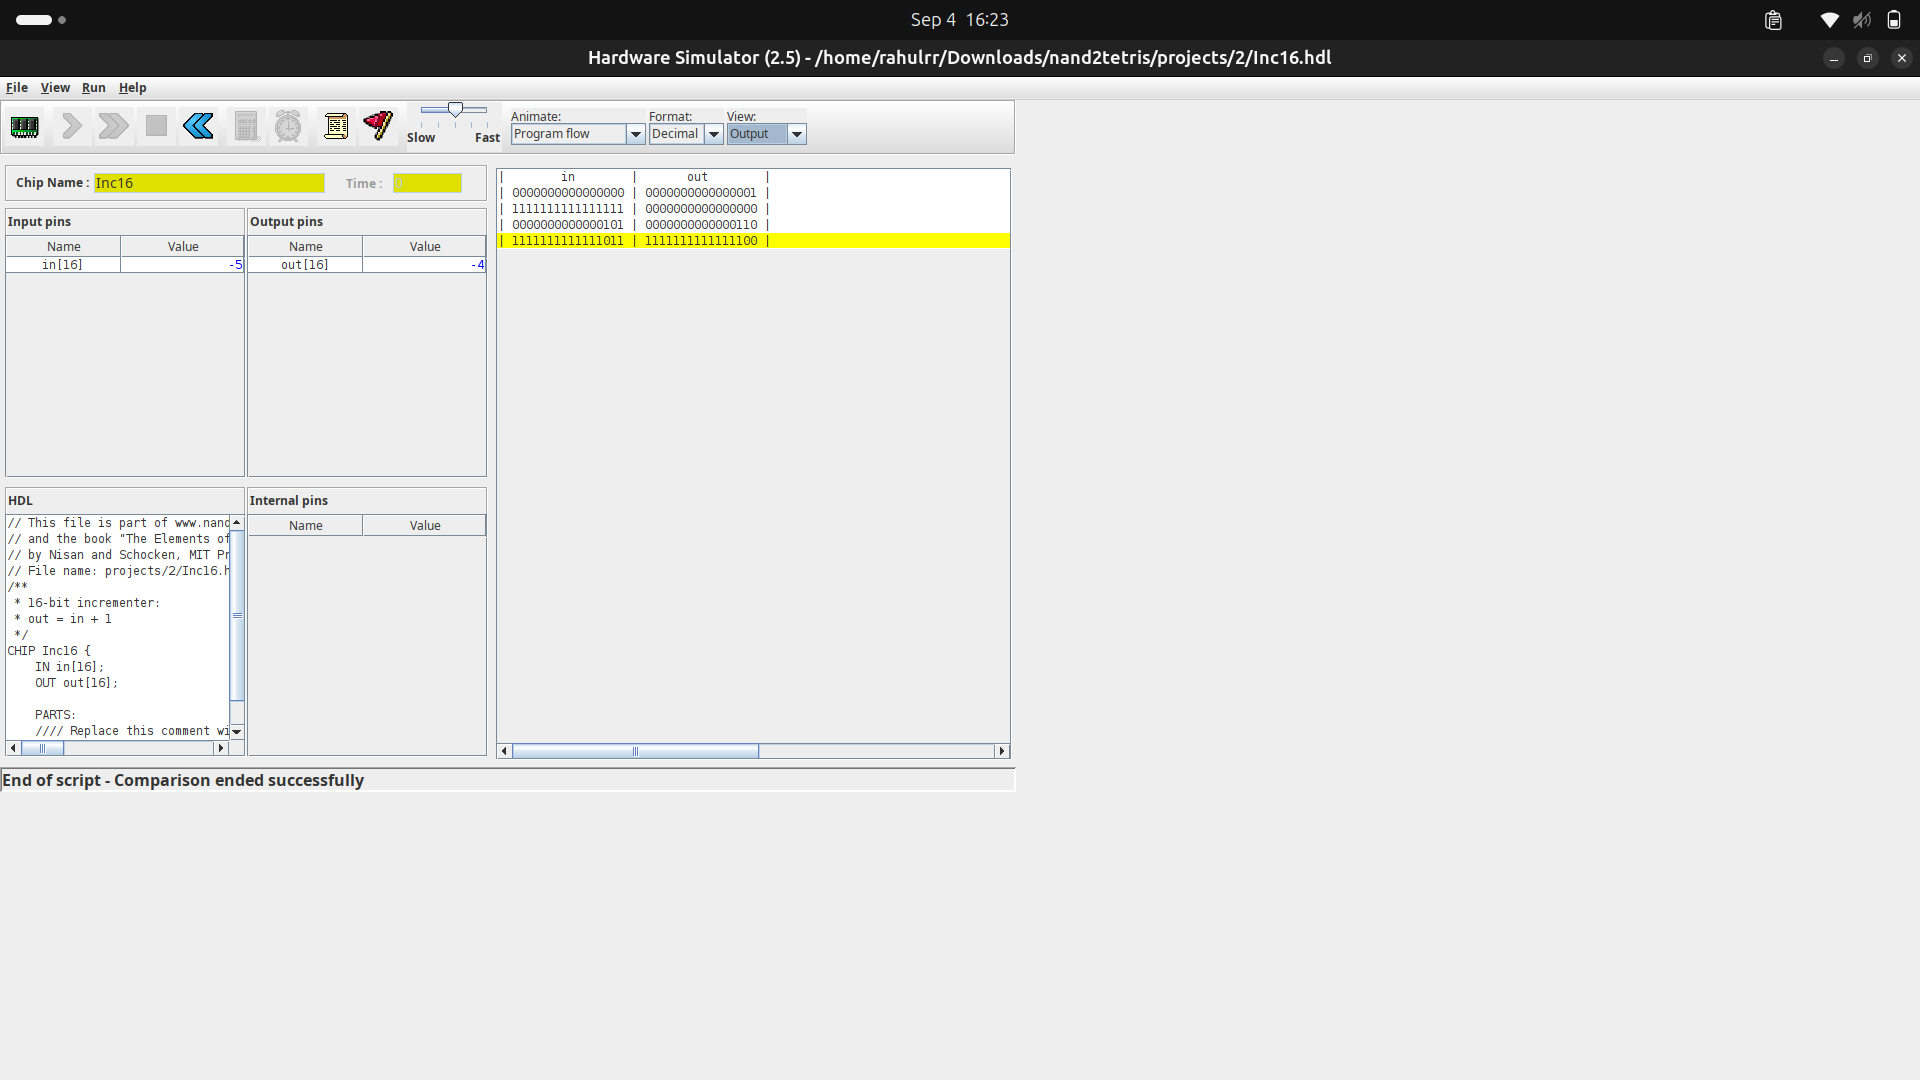 Sep 4 16:23
Hardware Simulator (2.5) - /home/rahulrr/Downloads/nand2tetris/projects/2/Inc16.hdl
File View Run Help
Animate: Format: View:
Slow Fast Program flow Decimal Output
Chip Name : Inc16 Time : 0
Input pins Output pins
Name Value Name Value
in[16] -5 out[16] -4
| in | out |
| 0000000000000000 | 0000000000000001 |
| 1111111111111111 | 0000000000000000 |
| 0000000000000101 | 0000000000000110 |
| 1111111111111011 | 1111111111111100 |
HDL Internal pins
Name Value
// This file is part of www.nand
// and the book "The Elements of
// by Nisan and Schocken, MIT Pr
// File name: projects/2/Inc16.h
/**
* 16-bit incrementer:
* out = in + 1
*/
CHIP Inc16 {
IN in[16];
OUT out[16];
PARTS:
//// Replace this comment wi
End of script - Comparison ended successfully